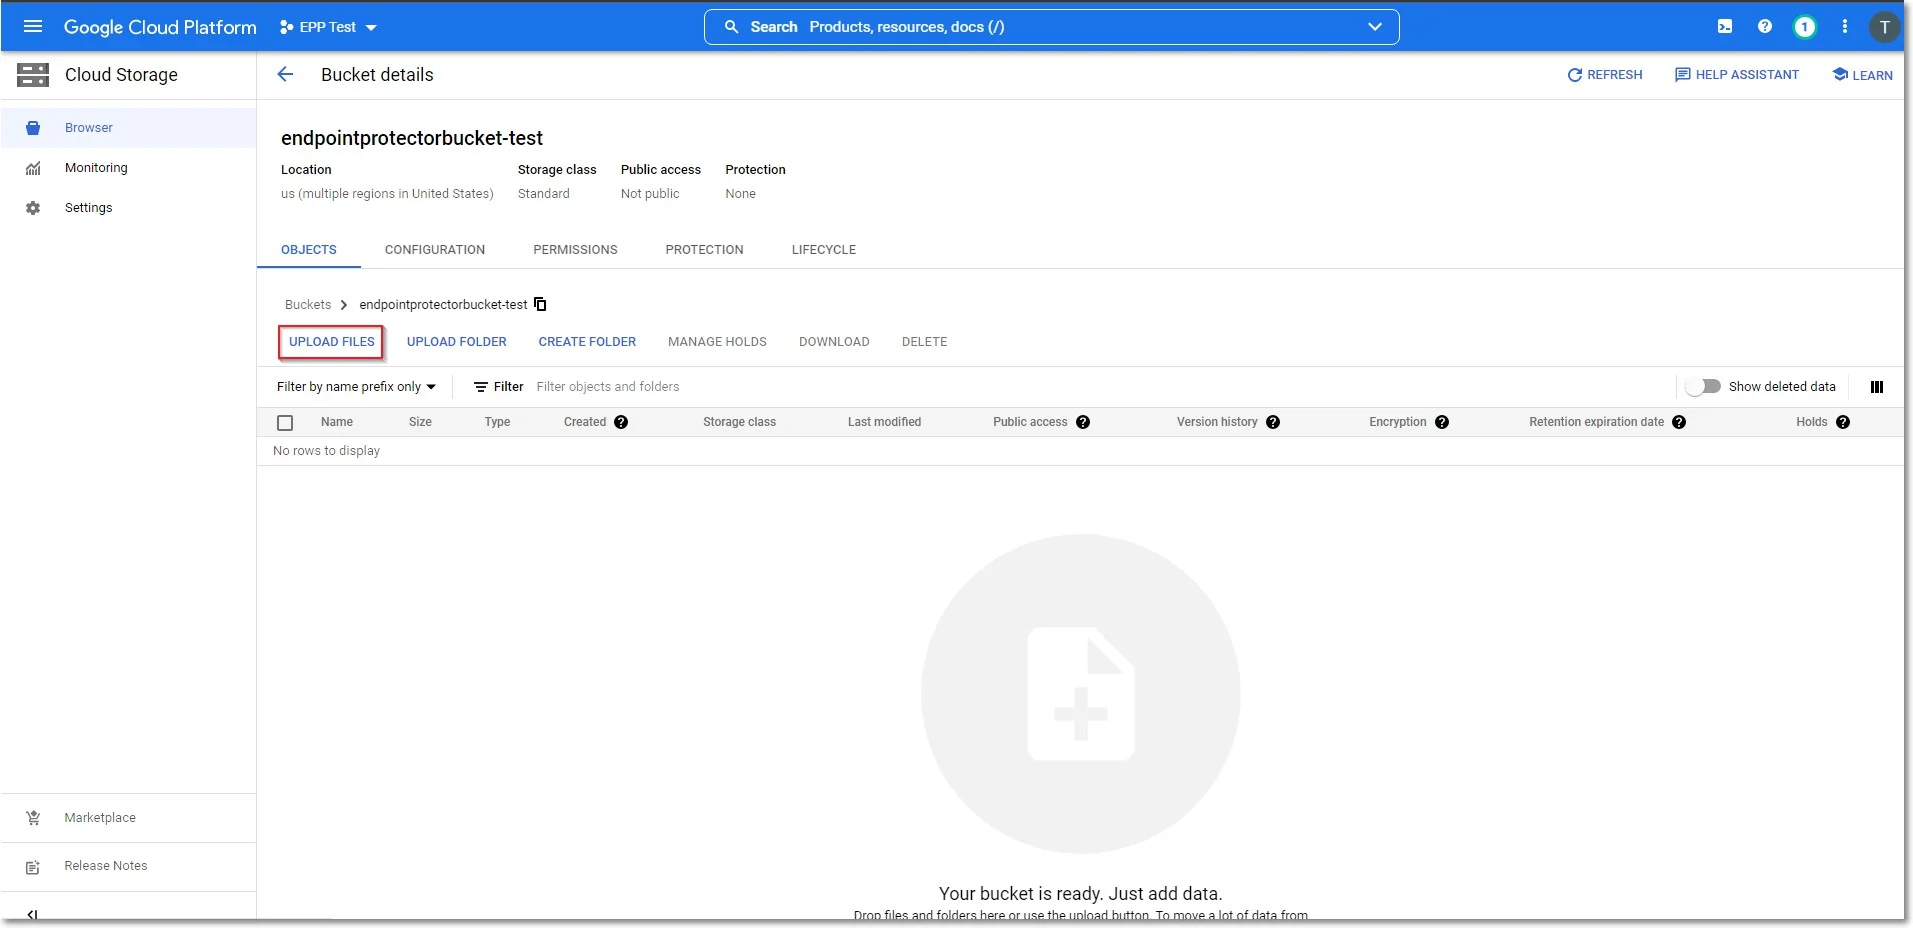 Google Cloud Platform EPP Test Search Products, resources, docs (/) 1 T
Cloud Storage Bucket details REFRESH HELP ASSISTANT LEARN
Browser
Monitoring
Settings
endpointprotectorbucket-test
Location Storage class Public access Protection
us (multiple regions in United States) Standard Not public None
OBJECTS CONFIGURATION PERMISSIONS PROTECTION LIFECYCLE
Buckets endpointprotectorbucket-test
UPLOAD FILES UPLOAD FOLDER CREATE FOLDER MANAGE HOLDS DOWNLOAD DELETE
Filter by name prefix only Filter Filter objects and folders Show deleted data
Name Size Type Created Storage class Last modified Public access Version history Encryption Retention expiration date Holds
No rows to display
Marketplace
Release Notes
Your bucket is ready. Just add data.
Drop files and folders here or use the upload button. To move a lot of data from